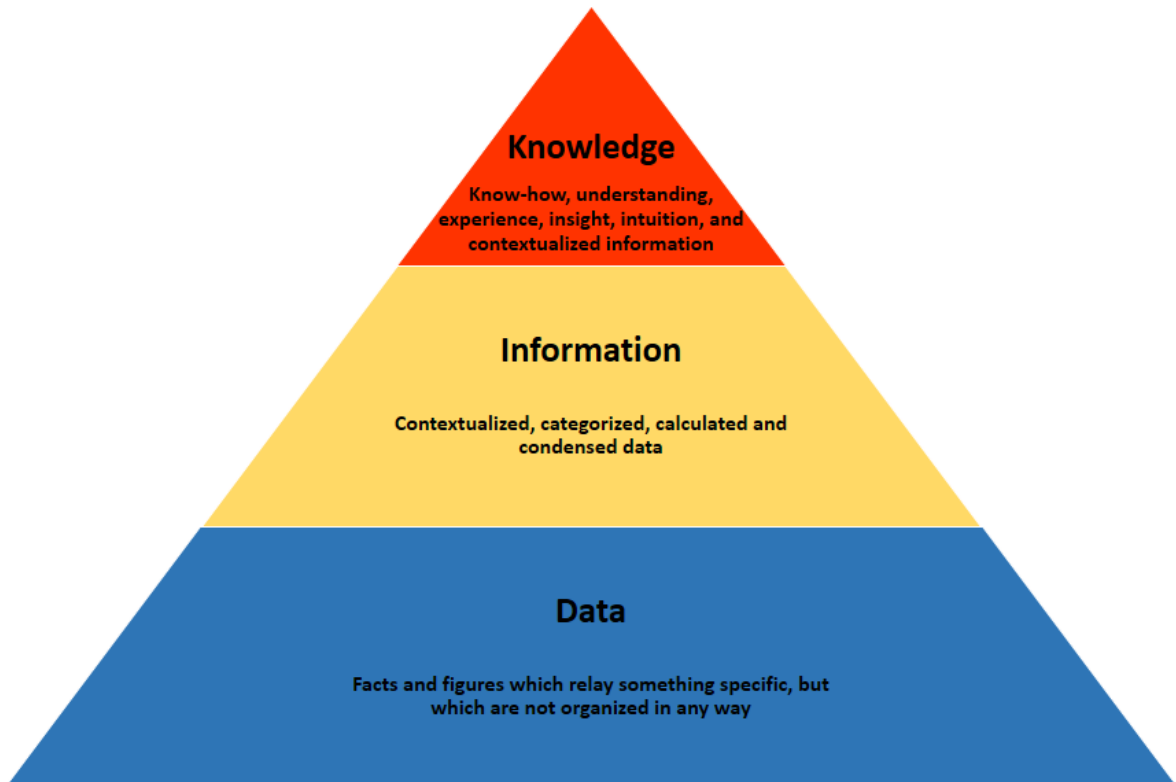 Knowledge
Know-how, understanding,
experience, insight, intuition, and
contextualized information
Information
Contextualized, categorized, calculated and
condensed data
Data
Facts and figures which relay something specific, but
which are not organized in any way